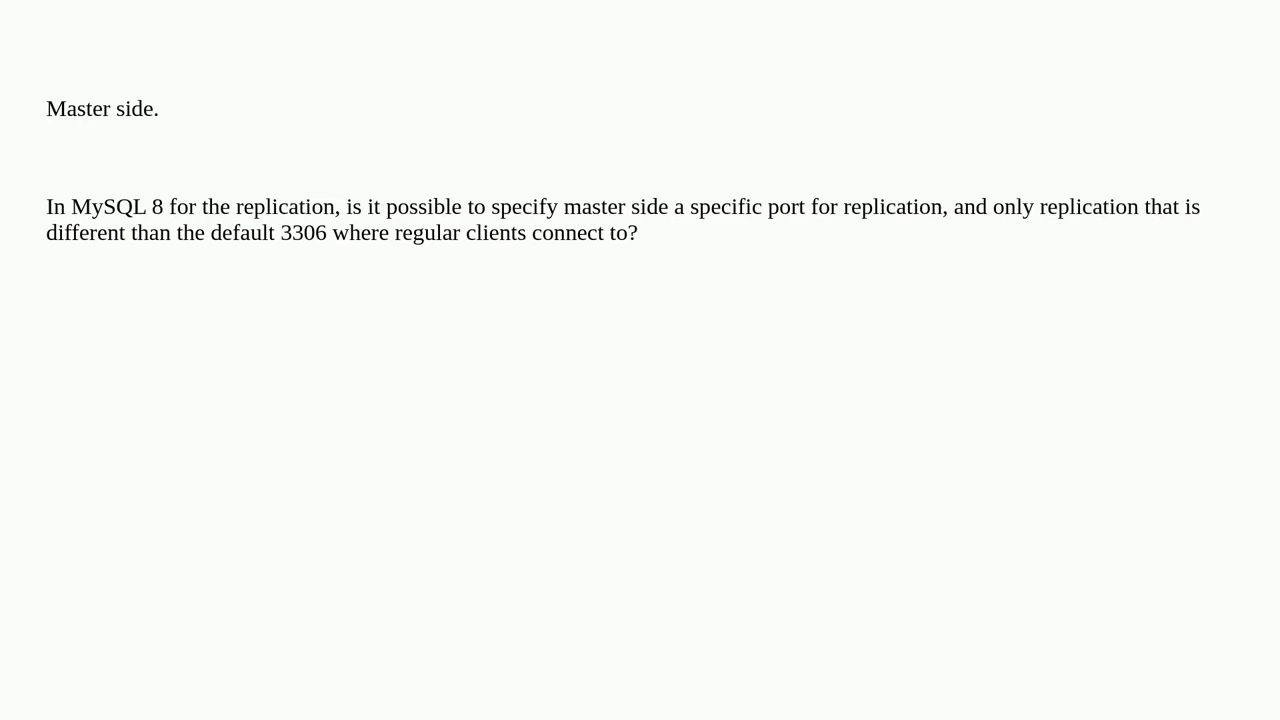 Master side.
In MySQL 8 for the replication, is it possible to specify master side a specific port for replication, and only replication that is
different than the default 3306 where regular clients connect to?